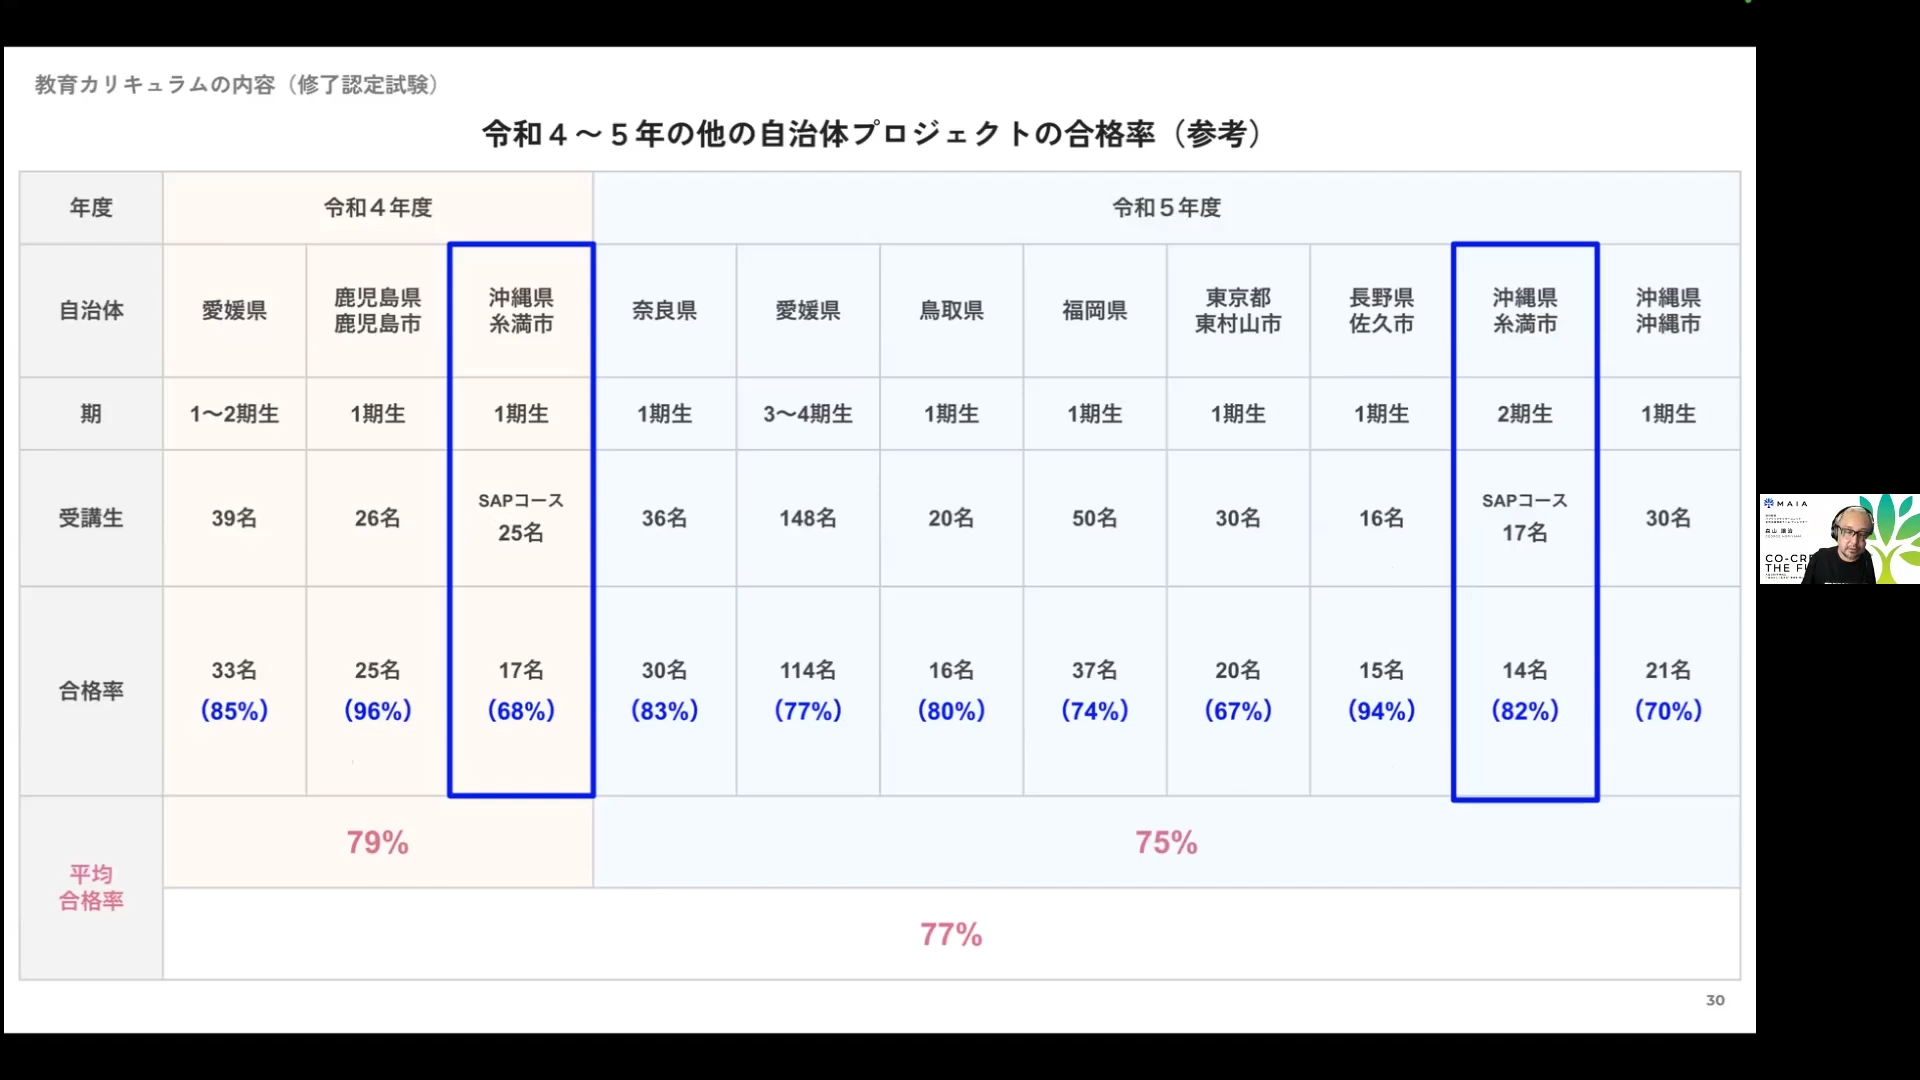 教育カリキュラムの内容（修了認定試験）
令和４〜５年の他の自治体プロジェクトの合格率（参考）
年度
令和４年度
令和５年度
自治体
愛媛県
鹿児島県
鹿児島市
沖縄県
糸満市
奈良県
愛媛県
鳥取県
福岡県
東京都
東村山市
長野県
佐久市
沖縄県
糸満市
沖縄県
沖縄市
期
1〜2期生
1期生
1期生
1期生
3〜4期生
1期生
1期生
1期生
1期生
2期生
1期生
受講生
39名
26名
SAPコース
25名
36名
148名
20名
50名
30名
16名
SAPコース
17名
30名
合格率
33名
（85%）
25名
（96%）
17名
（68%）
30名
（83%）
114名
（77%）
16名
（80%）
37名
（74%）
20名
（67%）
15名
（94%）
14名
（82%）
21名
（70%）
平均
合格率
79%
75%
77%
30
MAIA
CO-CRE
THE FU